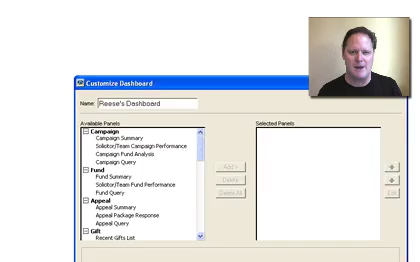 Customize Dashboard
Name: Reese's Dashboard
Available Panels
Selected Panels
Campaign
Campaign Summary
Solicitor/Team Campaign Performance
Campaign Fund Analysis
Campaign Query
Fund
Fund Summary
Solicitor/Team Fund Performance
Fund Query
Appeal
Appeal Summary
Appeal Package Response
Appeal Query
Gift
Recent Gifts List
Add >
Delete
Delete All
Edit